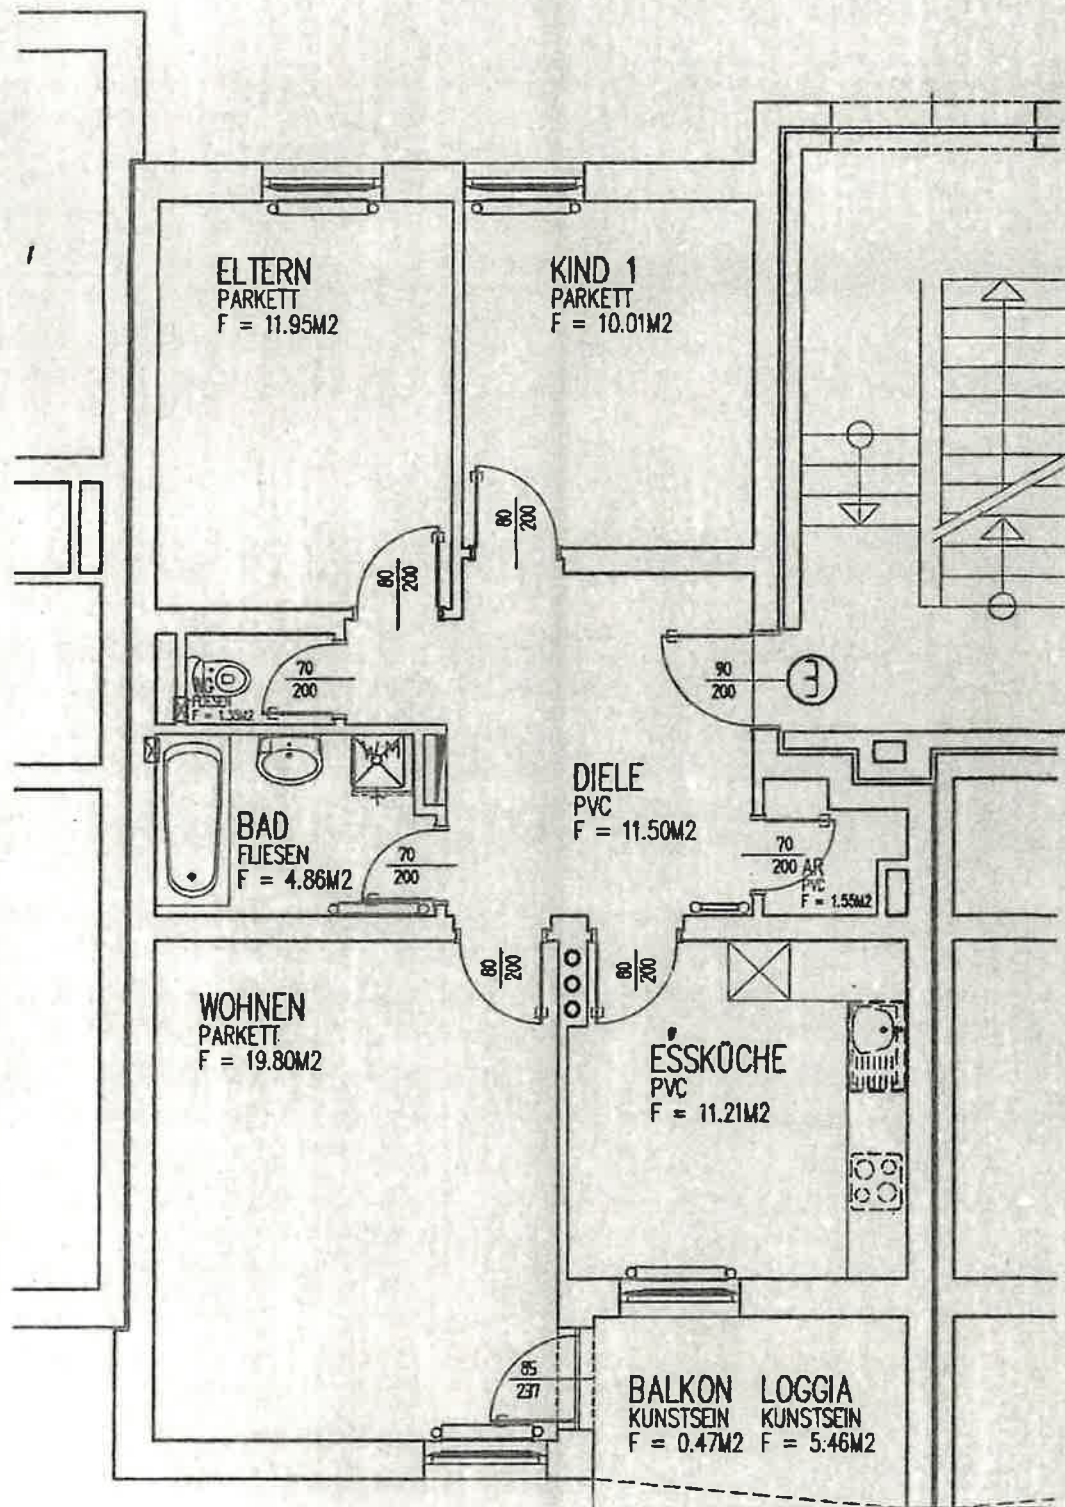 ELTERN
PARKETT
F = 11.95M2
KIND 1
PARKETT
F = 10.01M2
80
200
80
200
70
200
90
200
3
WM
DIELE
PVC
F = 11.50M2
BAD
FLIESEN
F = 4.86M2
70
200
70
200
AR
PVC
F = 1.55M2
80
200
80
200
WOHNEN
PARKETT
F = 19.80M2
ESSKÜCHE
PVC
F = 11.21M2
85
237
BALKON LOGGIA
KUNSTSEIN KUNSTSEIN
F = 0.47M2 F = 5.46M2